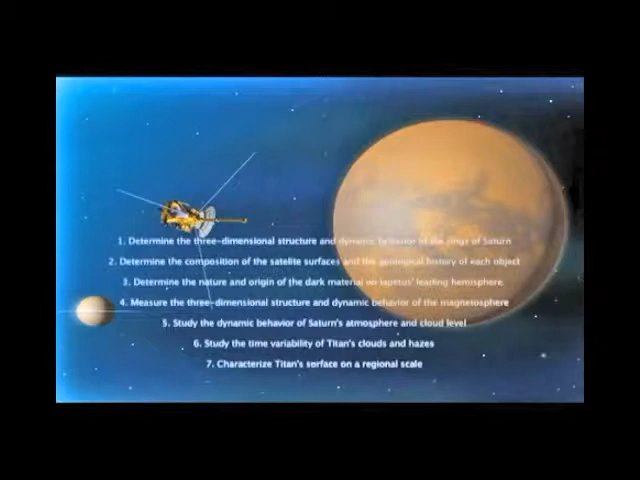 1. Determine the three-dimensional structure and dynamic behavior of the rings of Saturn
2. Determine the composition of the satellite surfaces and the geological history of each object
3. Determine the nature and origin of the dark material on Iapetus' leading hemisphere.
4. Measure the three-dimensional structure and dynamic behavior of the magnetosphere
5. Study the dynamic behavior of Saturn's atmosphere and cloud level
6. Study the time variability of Titan's clouds and hazes
7. Characterize Titan's surface on a regional scale